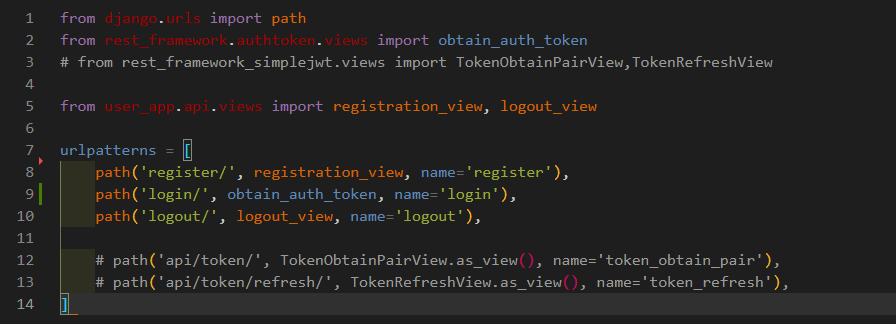 1 from django.urls import path
2 from rest_framework.authtoken.views import obtain_auth_token
3 # from rest_framework_simplejwt.views import TokenObtainPairView,TokenRefreshView
4
5 from user_app.api.views import registration_view, logout_view
6
7 urlpatterns = [
8     path('register/', registration_view, name='register'),
9     path('login/', obtain_auth_token, name='login'),
10     path('logout/', logout_view, name='logout'),
11
12     # path('api/token/', TokenObtainPairView.as_view(), name='token_obtain_pair'),
13     # path('api/token/refresh/', TokenRefreshView.as_view(), name='token_refresh'),
14 ]